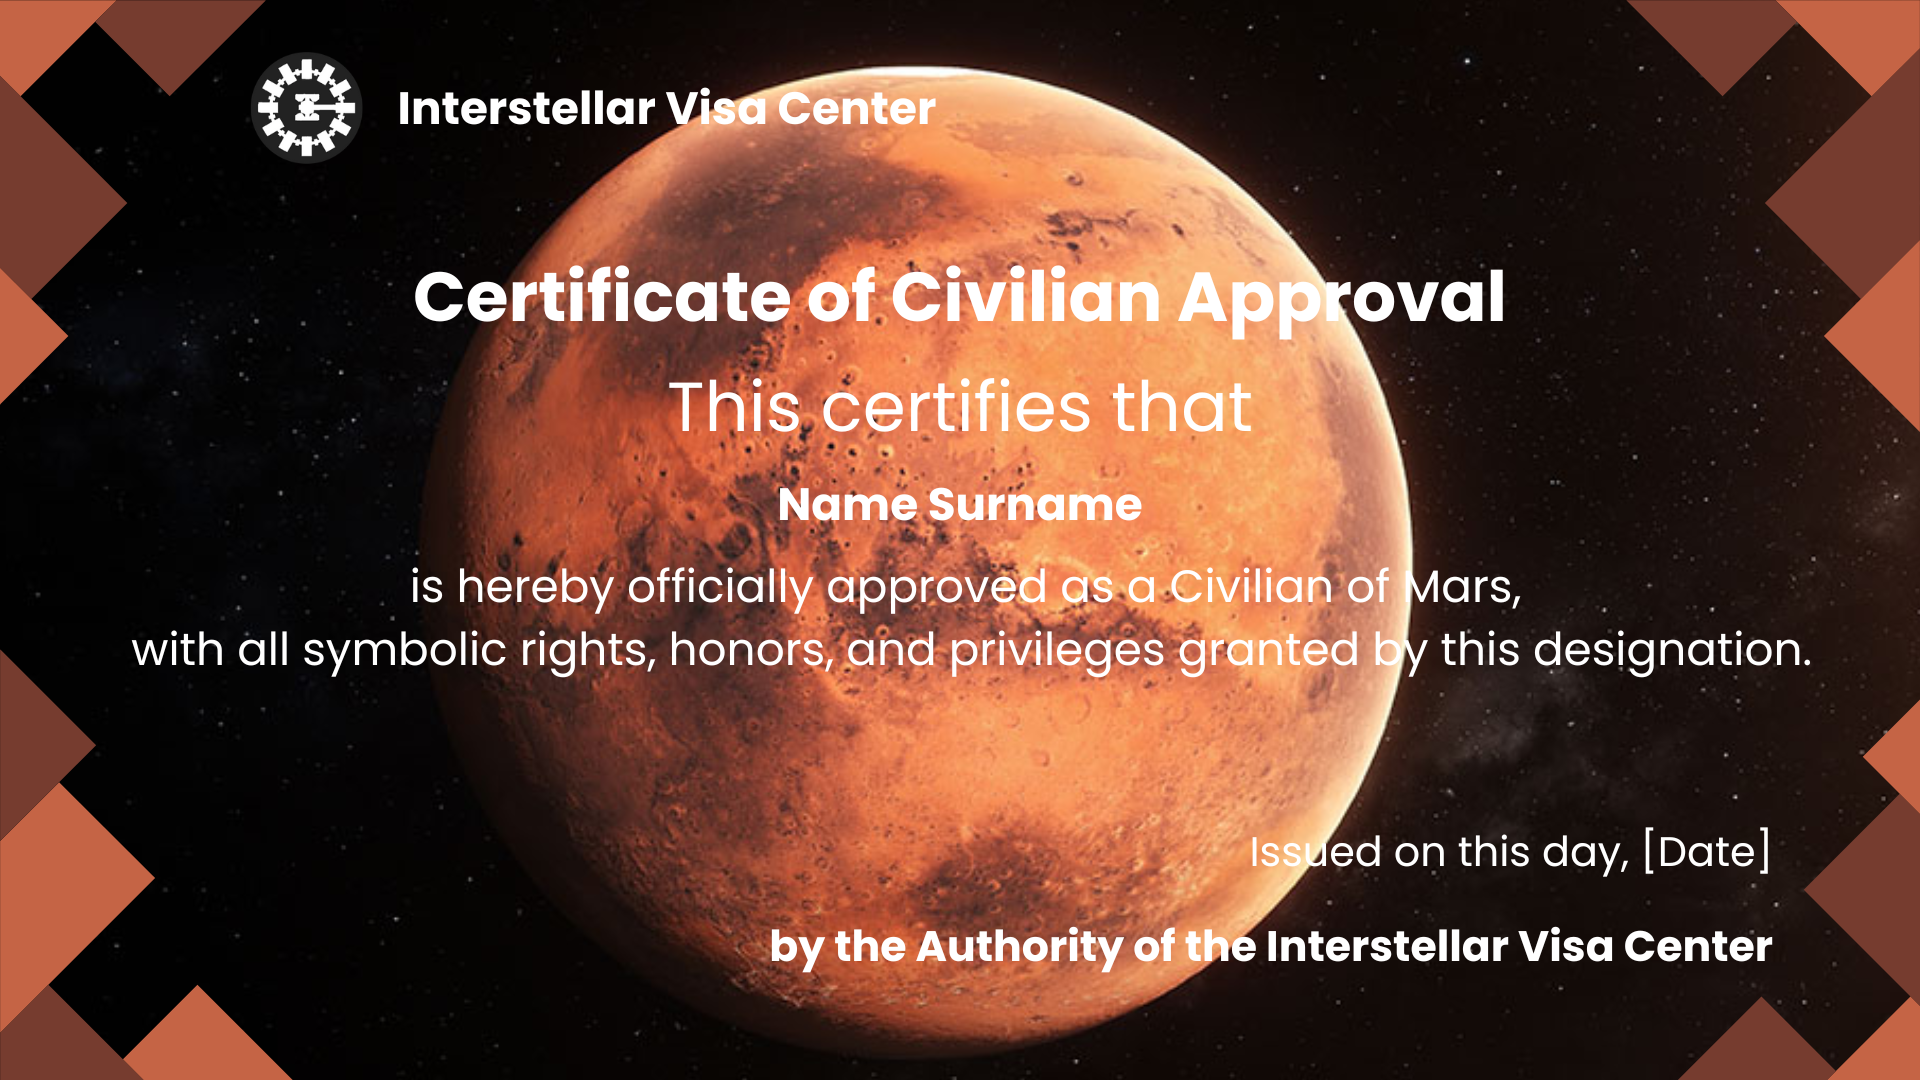 Interstellar Visa Center
Certificate of Civilian Approval
This certifies that
Name Surname
is hereby officially approved as a Civilian of Mars,
with all symbolic rights, honors, and privileges granted by this designation.
Issued on this day, [Date]
by the Authority of the Interstellar Visa Center